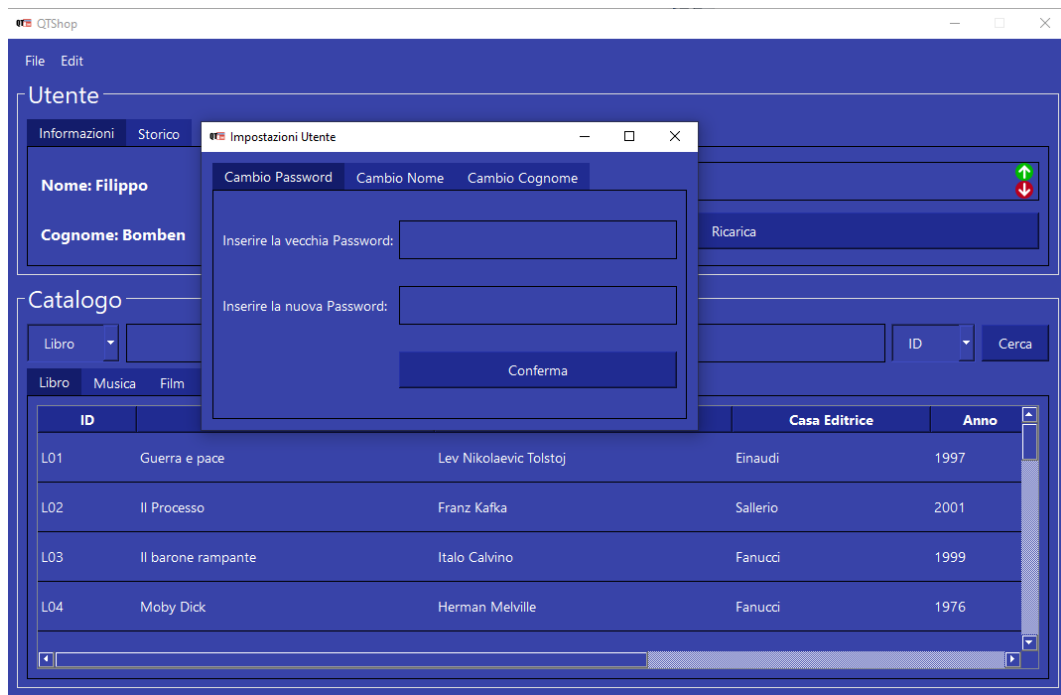 QTShop
File Edit
Utente
Informazioni Storico
Nome: Filippo
Cognome: Bomben
Ricarica
Impostazioni Utente
Cambio Password Cambio Nome Cambio Cognome
Inserire la vecchia Password:
Inserire la nuova Password:
Conferma
Catalogo
Libro ID Cerca
Libro Musica Film
ID Casa Editrice Anno
L01 Guerra e pace Lev Nikolaevic Tolstoj Einaudi 1997
L02 Il Processo Franz Kafka Sallerio 2001
L03 Il barone rampante Italo Calvino Fanucci 1999
L04 Moby Dick Herman Melville Fanucci 1976